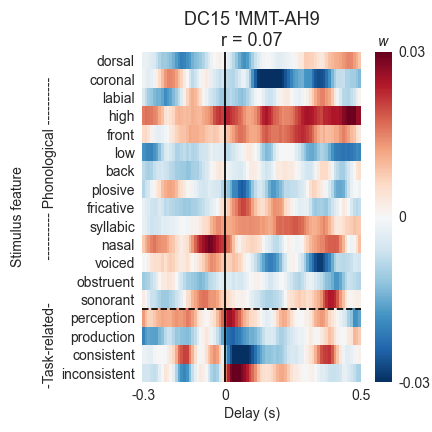 DC15 'MMT-AH9
r = 0.07
w
dorsal
coronal
labial
high
front
low
back
plosive
fricative
syllabic
nasal
voiced
obstruent
sonorant
perception
production
consistent
inconsistent
Stimulus feature
-Task-related- ---------- Phonological ----------
-0.3 0 0.5
Delay (s)
0.03
0
-0.03